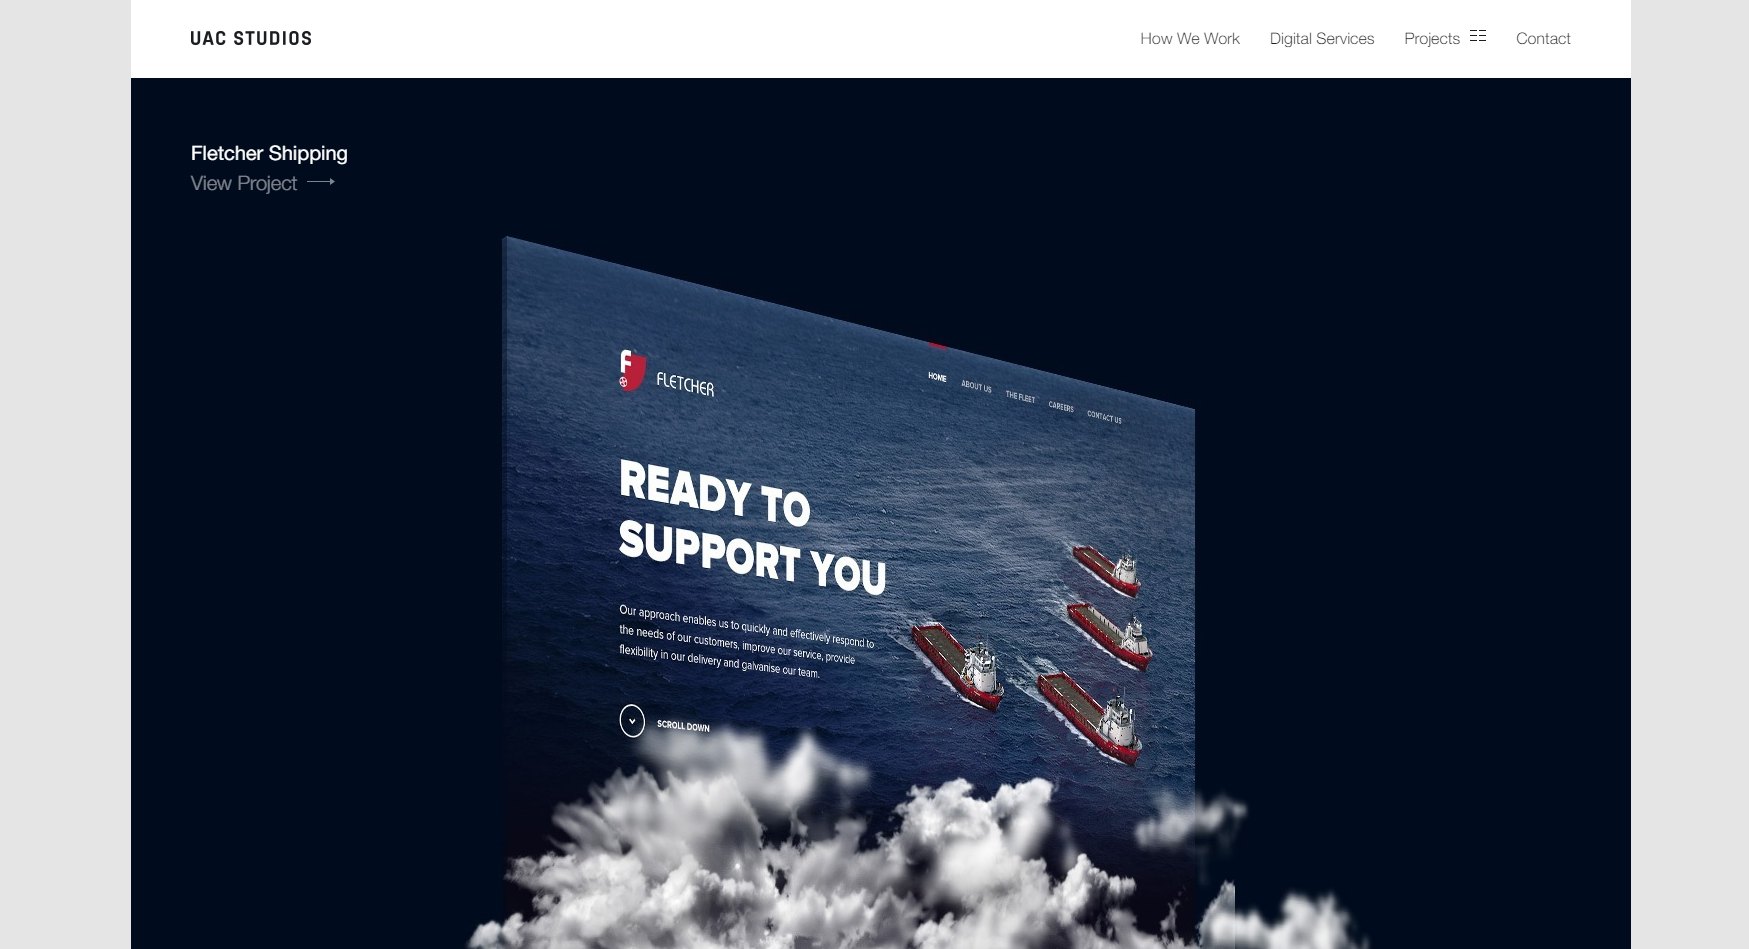 UAC STUDIOS
How We Work Digital Services Projects Contact
Fletcher Shipping
View Project
F FLETCHER
HOME ABOUT US THE FLEET CAREERS CONTACT US
READY TO
SUPPORT YOU
Our approach enables us to quickly and effectively respond to
the needs of our customers, improve our service, provide
flexibility in our delivery and galvanise our team.
SCROLL DOWN